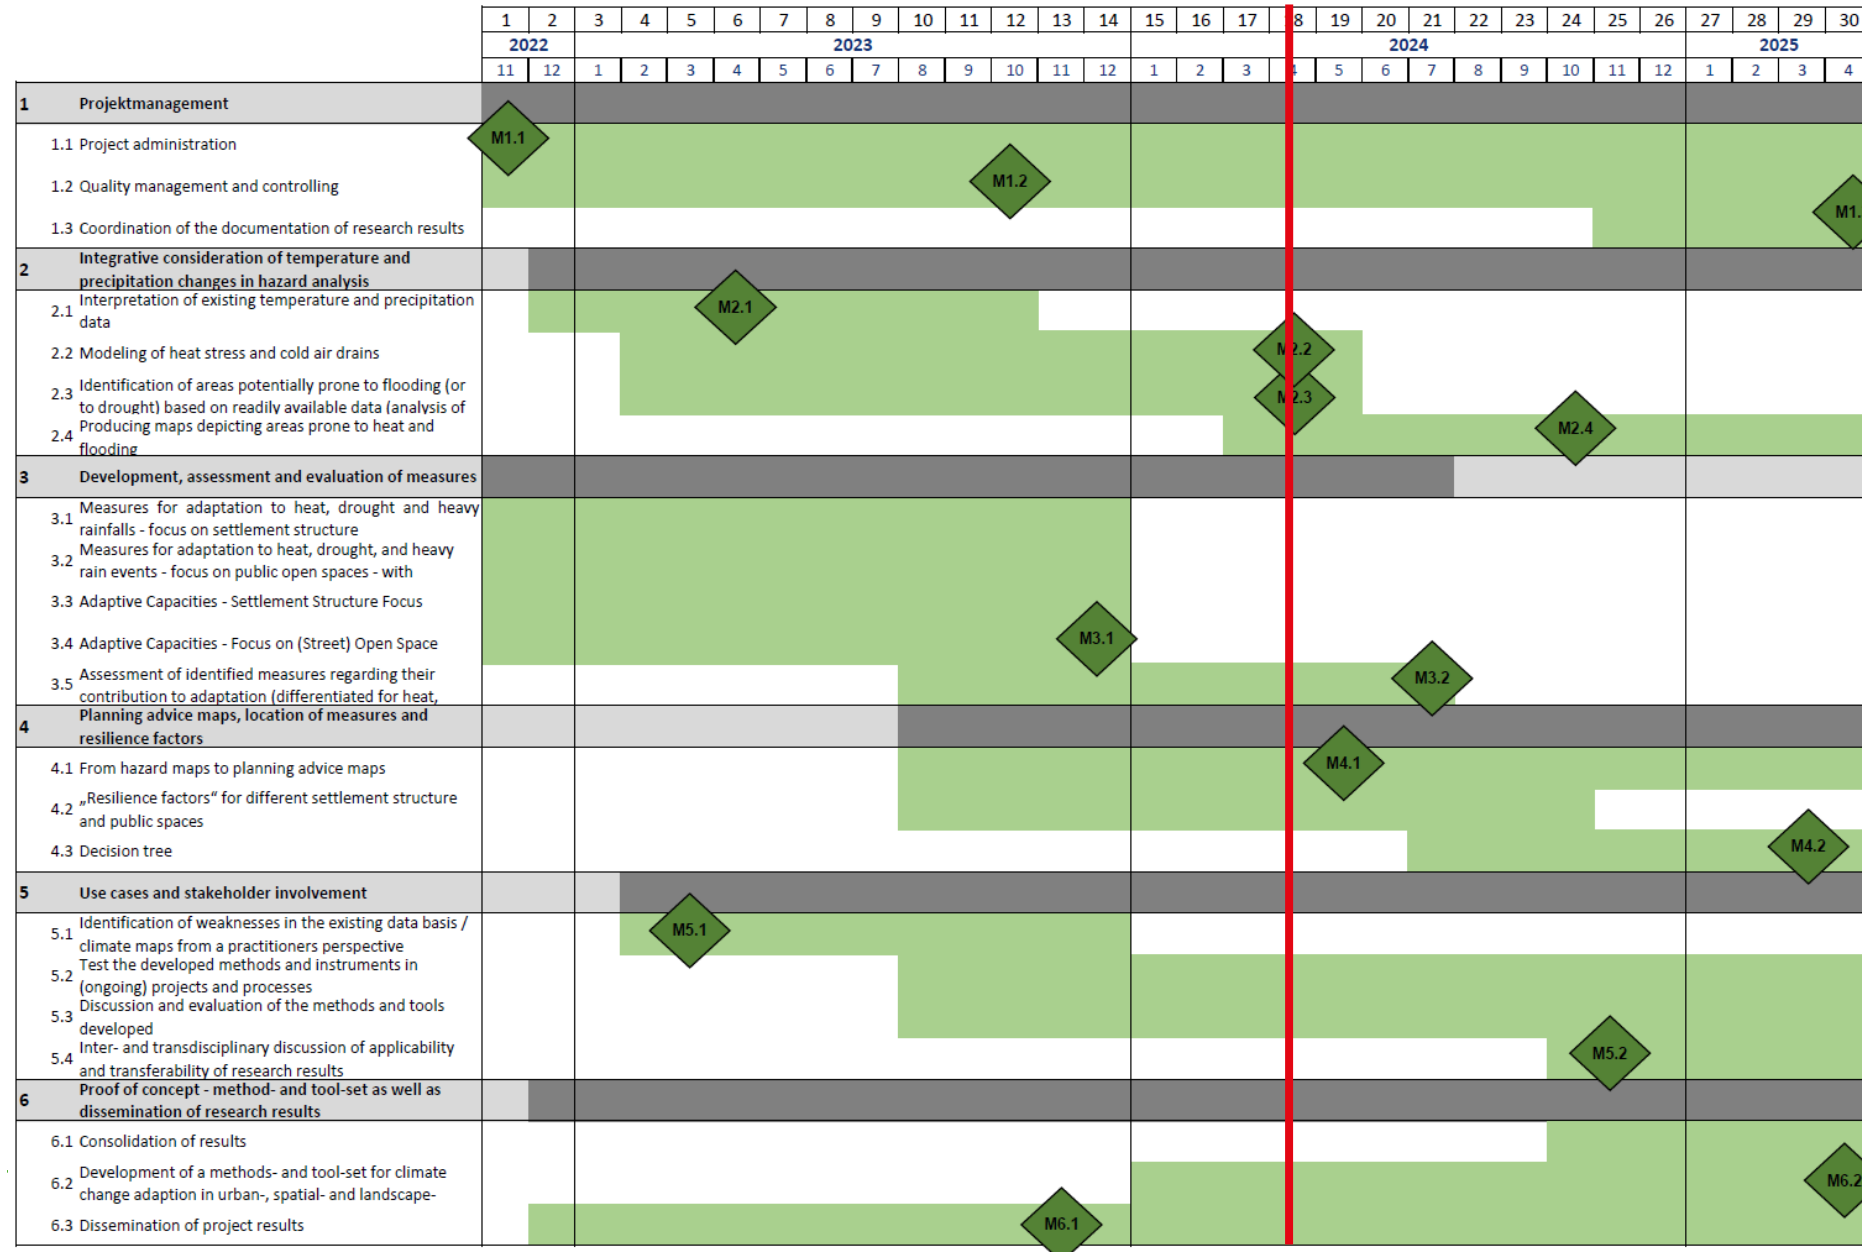 1 2 3 4 5 6 7 8 9 10 11 12 13 14 15 16 17 18 19 20 21 22 23 24 25 26 27 28 29 30
2022 2023 2024 2025
11 12 1 2 3 4 5 6 7 8 9 10 11 12 1 2 3 4 5 6 7 8 9 10 11 12 1 2 3 4
1 Projektmanagement
M1.1
1.1 Project administration
1.2 Quality management and controlling
M1.2
M1.
1.3 Coordination of the documentation of research results
2 Integrative consideration of temperature and
precipitation changes in hazard analysis
2.1 Interpretation of existing temperature and precipitation
data
M2.1
2.2 Modeling of heat stress and cold air drains
M2.2
2.3 Identification of areas potentially prone to flooding (or
to drought) based on readily available data (analysis of
M2.3
2.4 Producing maps depicting areas prone to heat and
flooding
M2.4
3 Development, assessment and evaluation of measures
3.1 Measures for adaptation to heat, drought and heavy
rainfalls - focus on settlement structure
3.2 Measures for adaptation to heat, drought, and heavy
rain events - focus on public open spaces - with
3.3 Adaptive Capacities - Settlement Structure Focus
3.4 Adaptive Capacities - Focus on (Street) Open Space
M3.1
3.5 Assessment of identified measures regarding their
contribution to adaptation (differentiated for heat,
M3.2
4 Planning advice maps, location of measures and
resilience factors
4.1 From hazard maps to planning advice maps
M4.1
4.2 „Resilience factors“ for different settlement structure
and public spaces
4.3 Decision tree
M4.2
5 Use cases and stakeholder involvement
5.1 Identification of weaknesses in the existing data basis /
climate maps from a practitioners perspective
M5.1
5.2 Test the developed methods and instruments in
(ongoing) projects and processes
5.3 Discussion and evaluation of the methods and tools
developed
5.4 Inter- and transdisciplinary discussion of applicability
and transferability of research results
M5.2
6 Proof of concept - method- and tool-set as well as
dissemination of research results
6.1 Consolidation of results
6.2 Development of a methods- and tool-set for climate
change adaption in urban-, spatial- and landscape-
M6.2
6.3 Dissemination of project results
M6.1